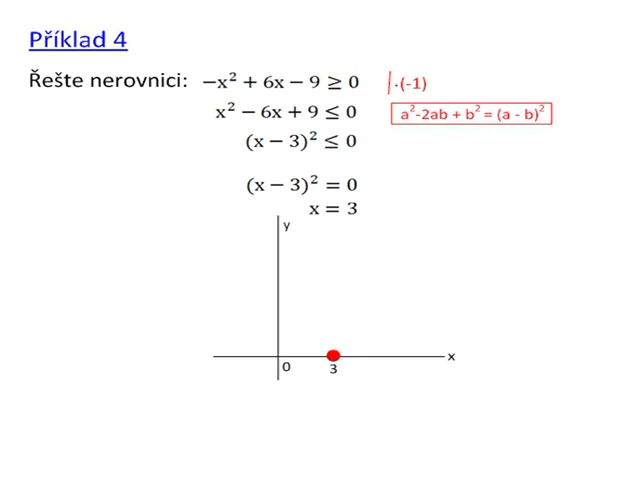 Příklad 4
Řešte nerovnici: −x² + 6x − 9 ≥ 0 | ·(-1)
x² − 6x + 9 ≤ 0 a²-2ab + b² = (a - b)²
(x − 3)² ≤ 0
(x − 3)² = 0
x = 3
y
x
0
3